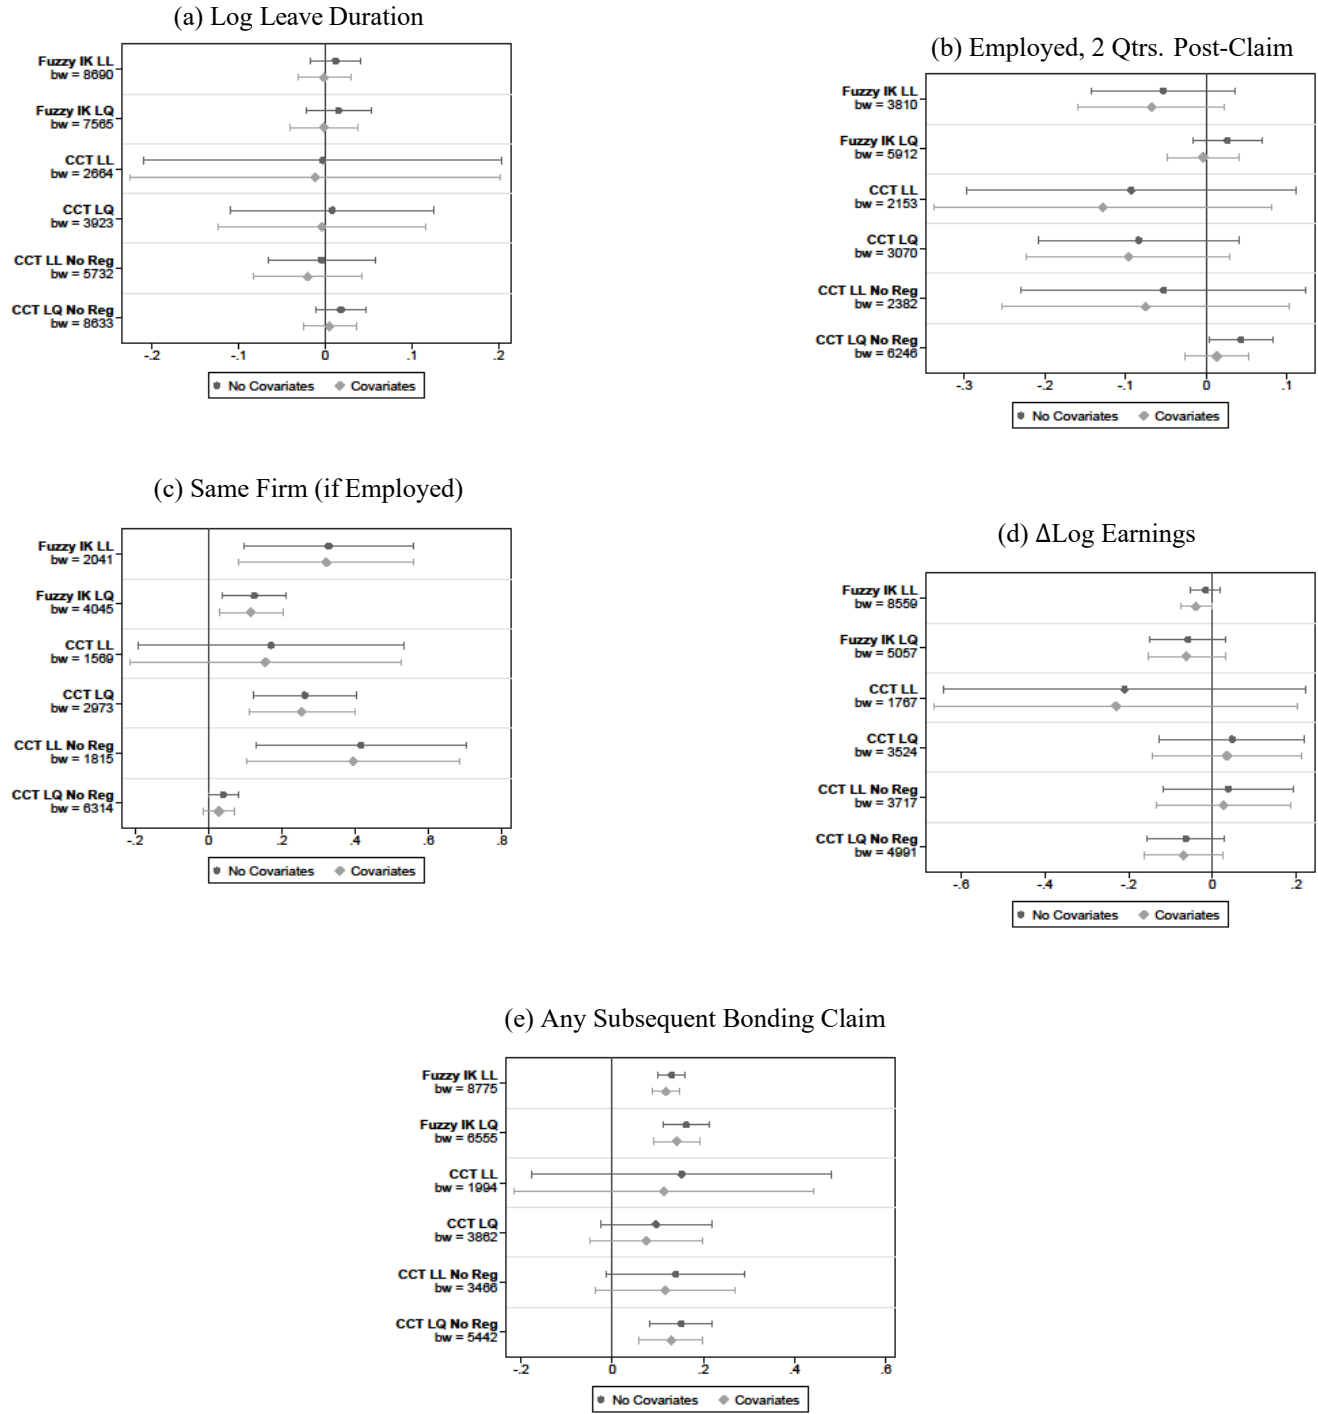 (a) Log Leave Duration
Fuzzy IK LL
bw = 8690
Fuzzy IK LQ
bw = 7565
CCT LL
bw = 2664
CCT LQ
bw = 3923
CCT LL No Reg
bw = 5732
CCT LQ No Reg
bw = 8633
-.2 -.1 0 .1 .2
No Covariates Covariates
(b) Employed, 2 Qtrs. Post-Claim
Fuzzy IK LL
bw = 3810
Fuzzy IK LQ
bw = 5912
CCT LL
bw = 2153
CCT LQ
bw = 3070
CCT LL No Reg
bw = 2382
CCT LQ No Reg
bw = 6246
-.3 -.2 -.1 0 .1
No Covariates Covariates
(c) Same Firm (if Employed)
Fuzzy IK LL
bw = 2041
Fuzzy IK LQ
bw = 4045
CCT LL
bw = 1569
CCT LQ
bw = 2973
CCT LL No Reg
bw = 1815
CCT LQ No Reg
bw = 6314
-.2 0 .2 .4 .6 .8
No Covariates Covariates
(d) ΔLog Earnings
Fuzzy IK LL
bw = 8559
Fuzzy IK LQ
bw = 5057
CCT LL
bw = 1767
CCT LQ
bw = 3524
CCT LL No Reg
bw = 3717
CCT LQ No Reg
bw = 4991
-.6 -.4 -.2 0 .2
No Covariates Covariates
(e) Any Subsequent Bonding Claim
Fuzzy IK LL
bw = 8775
Fuzzy IK LQ
bw = 6555
CCT LL
bw = 1994
CCT LQ
bw = 3862
CCT LL No Reg
bw = 3466
CCT LQ No Reg
bw = 5442
-.2 0 .2 .4 .6
No Covariates Covariates